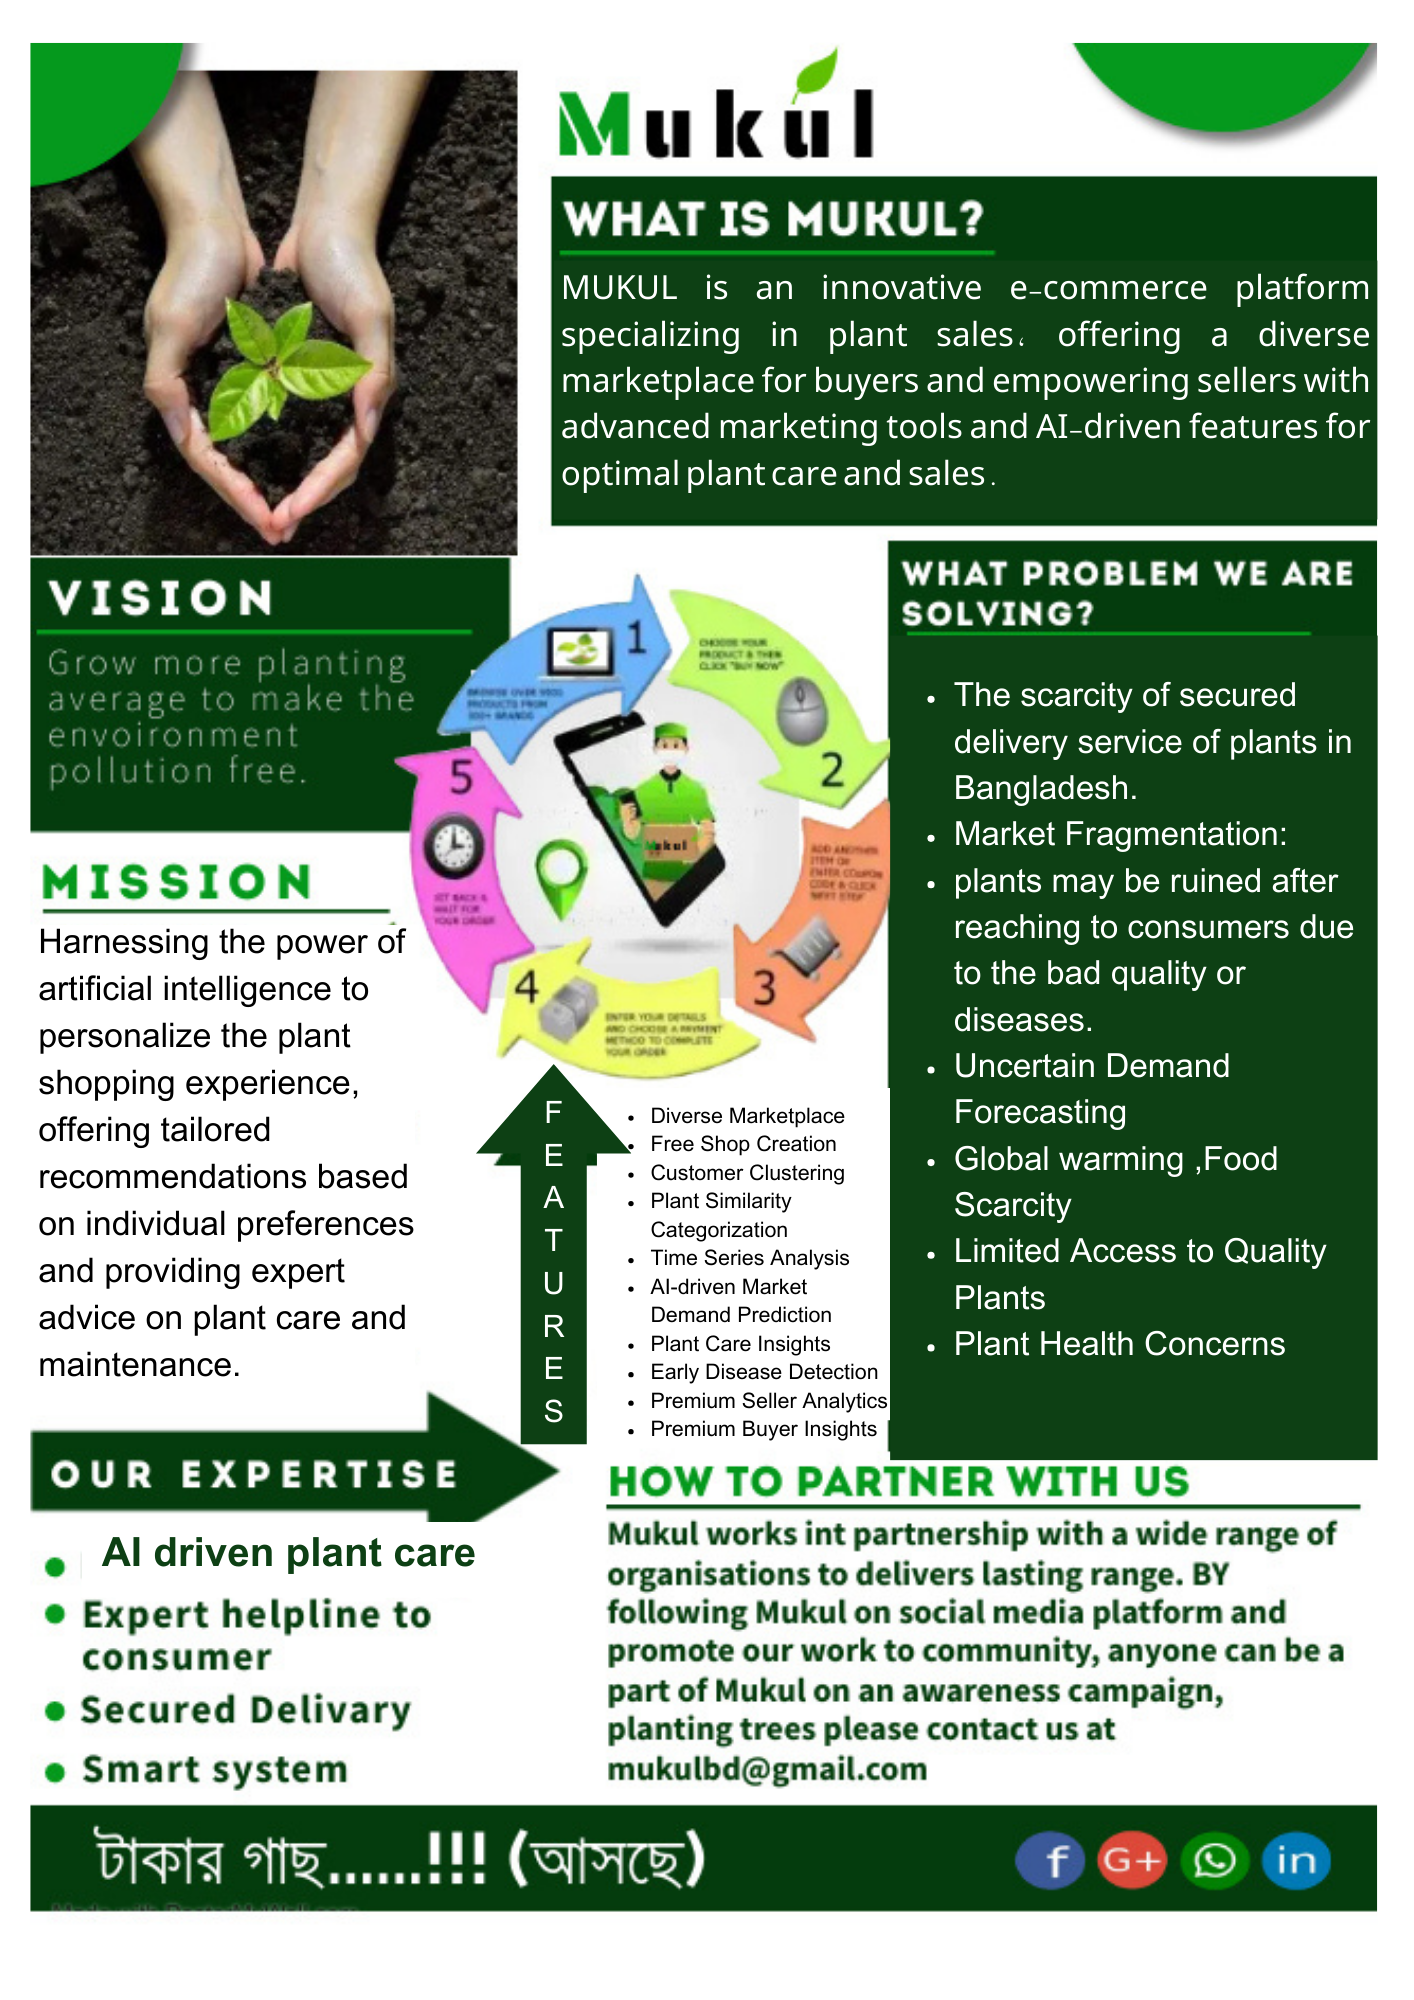 Mukul
WHAT IS MUKUL?
MUKUL is an innovative e-commerce platform
specializing in plant sales, offering a diverse
marketplace for buyers and empowering sellers with
advanced marketing tools and AI-driven features for
optimal plant care and sales.
VISION
Grow more planting
average to make the
envoironment
pollution free.
MISSION
Harnessing the power of
artificial intelligence to
personalize the plant
shopping experience,
offering tailored
recommendations based
on individual preferences
and providing expert
advice on plant care and
maintenance.
1
BROWSE OVER
PRODUCTS FROM
BRANDS
CHOOSE YOUR
PRODUCT & THEN
CLICK "BUY NOW"
2
ADD ANOTHER
ITEM OR
ENTER COUPON
CODE & CLICK
NEXT STEP
3
4
ENTER YOUR DETAILS
AND CHOOSE A PAYMENT
METHOD TO COMPLETE
YOUR ORDER
5
SIT BACK &
WAIT FOR
YOUR ORDER
Mukul
WHAT PROBLEM WE ARE
SOLVING?
• The scarcity of secured
delivery service of plants in
Bangladesh.
• Market Fragmentation:
• plants may be ruined after
reaching to consumers due
to the bad quality or
diseases.
• Uncertain Demand
Forecasting
• Global warming ,Food
Scarcity
• Limited Access to Quality
Plants
• Plant Health Concerns
F
E
A
T
U
R
E
S
• Diverse Marketplace
• Free Shop Creation
• Customer Clustering
• Plant Similarity
Categorization
• Time Series Analysis
• AI-driven Market
Demand Prediction
• Plant Care Insights
• Early Disease Detection
• Premium Seller Analytics
• Premium Buyer Insights
OUR EXPERTISE
• AI driven plant care
• Expert helpline to
consumer
• Secured Delivary
• Smart system
HOW TO PARTNER WITH US
Mukul works int partnership with a wide range of
organisations to delivers lasting range. BY
following Mukul on social media platform and
promote our work to community, anyone can be a
part of Mukul on an awareness campaign,
planting trees please contact us at
mukulbd@gmail.com
টাকার গাছ......!!! (আসছে)
f G+ in